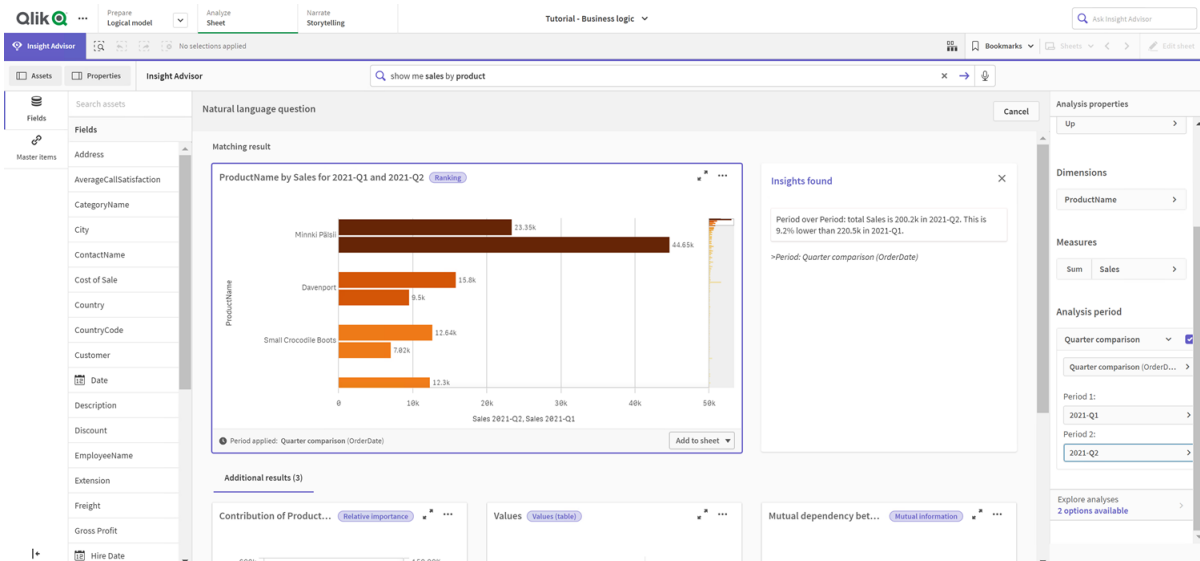 Qlik
Prepare
Logical model
Analyze
Sheet
Narrate
Storytelling
Tutorial - Business logic
Ask Insight Advisor
Insight Advisor
No selections applied
Bookmarks
Sheets
Edit sheet
Assets
Properties
Insight Advisor
show me sales by product
Fields
Master items
Search assets
Fields
Address
AverageCallSatisfaction
CategoryName
City
ContactName
Cost of Sale
Country
CountryCode
Customer
Date
Description
Discount
EmployeeName
Extension
Freight
Gross Profit
Hire Date
Natural language question
Cancel
Matching result
ProductName by Sales for 2021-Q1 and 2021-Q2 Ranking
ProductName
Minnki Pälsii
23.35k
44.65k
Davenport
15.8k
9.5k
Small Crocodile Boots
12.64k
7.02k
12.3k
0 10k 20k 30k 40k 50k
Sales 2021-Q2, Sales 2021-Q1
Period applied: Quarter comparison (OrderDate)
Add to sheet
Insights found
Period over Period: total Sales is 200.2k in 2021-Q2. This is
9.2% lower than 220.5k in 2021-Q1.
>Period: Quarter comparison (OrderDate)
Additional results (3)
Contribution of Product... Relative importance
Values Values (table)
Mutual dependency bet... Mutual information
Analysis properties
Up
Dimensions
ProductName
Measures
Sum Sales
Analysis period
Quarter comparison
Quarter comparison (OrderD...
Period 1:
2021-Q1
Period 2:
2021-Q2
Explore analyses
2 options available